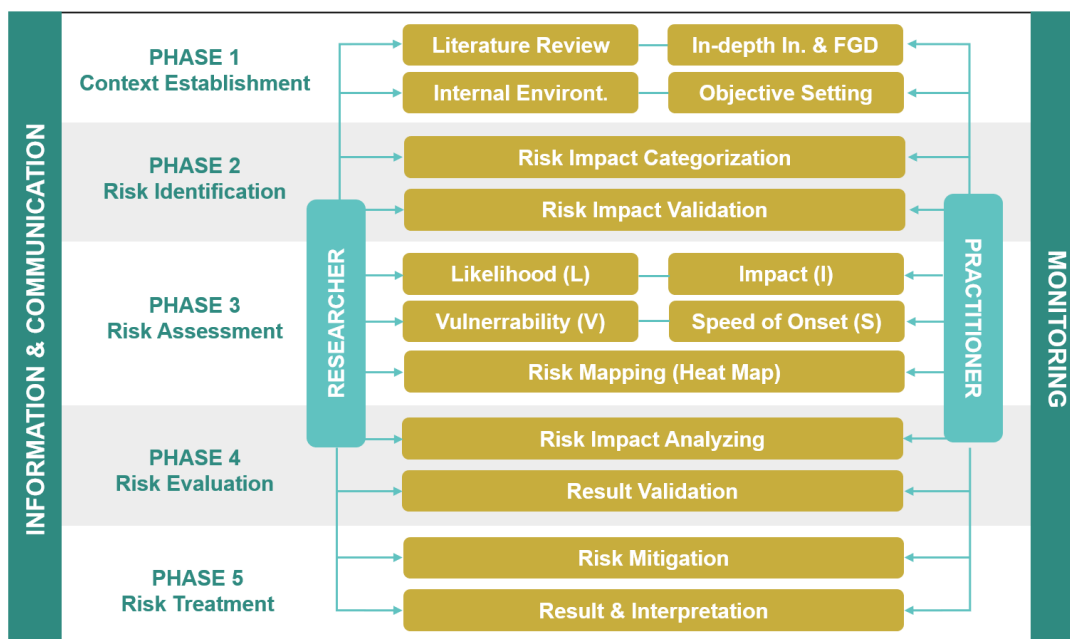 INFORMATION & COMMUNICATION
PHASE 1
Context Establishment
Literature Review
In-depth In. & FGD
Internal Environt.
Objective Setting
PHASE 2
Risk Identification
Risk Impact Categorization
Risk Impact Validation
RESEARCHER
PRACTITIONER
PHASE 3
Risk Assessment
Likelihood (L)
Impact (I)
Vulnerrability (V)
Speed of Onset (S)
Risk Mapping (Heat Map)
PHASE 4
Risk Evaluation
Risk Impact Analyzing
Result Validation
PHASE 5
Risk Treatment
Risk Mitigation
Result & Interpretation
MONITORING